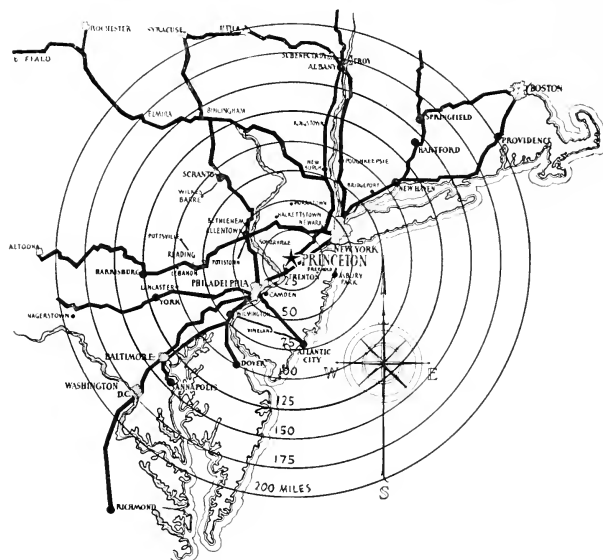 ROCHESTER
SYRACUSE
UTICA
SCHENECTADY
TROY
ALBANY
BOSTON
ELMIRA
BINGHAMTON
KINGSTON
SPRINGFIELD
PROVIDENCE
HARTFORD
POUGHKEEPSIE
SCRANTON
BRIDGEPORT
NEW HAVEN
WILKES
BARRE
MORRISTOWN
HACKETTSTOWN
NEWARK
BETHLEHEM
ALLENTOWN
POTTSVILLE
SOMERVILLE
NEW YORK
ALTOONA
READING
PRINCETON
HARRISBURG
LEBANON
POTTSTOWN
TRENTON
FREEHOLD
ASBURY
PARK
25
PHILADELPHIA
LANCASTER
CAMDEN
YORK
50
HAGERSTOWN
WILMINGTON
VINELAND
75
BALTIMORE
ATLANTIC
CITY
DOVER
100
W
E
WASHINGTON
D.C.
ANNAPOLIS
125
150
175
200 MILES
S
RICHMOND